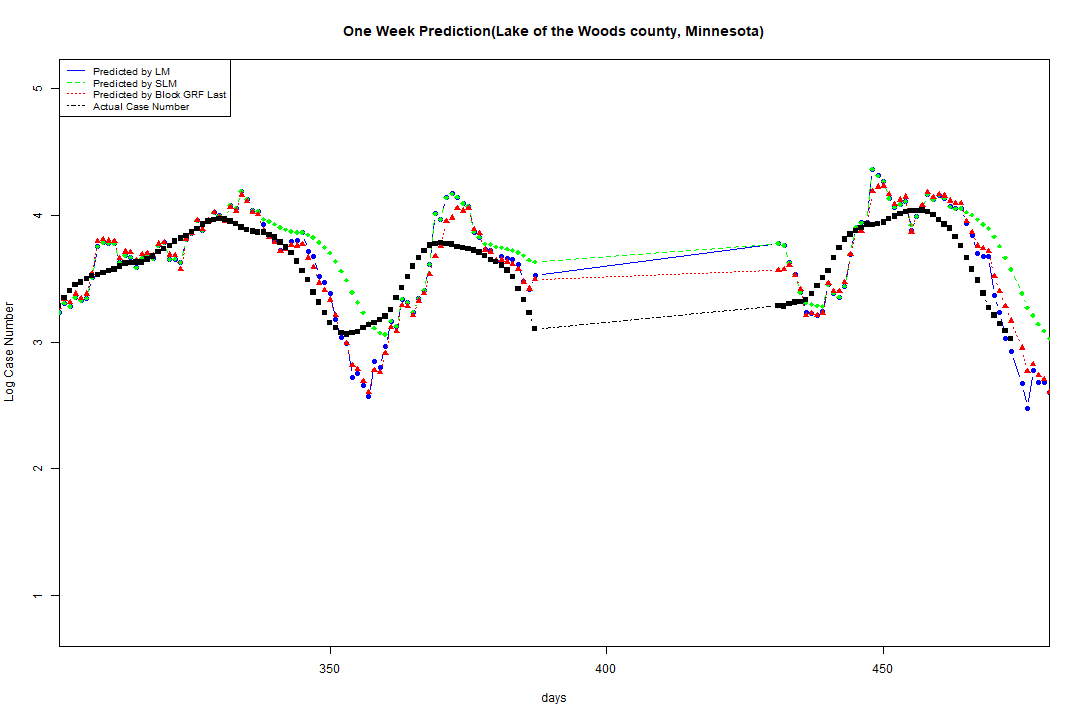 One Week Prediction(Lake of the Woods county, Minnesota)
Predicted by LM
Predicted by SLM
Predicted by Block GRF Last
Actual Case Number
5
4
3
2
1
Log Case Number
350 400 450
days